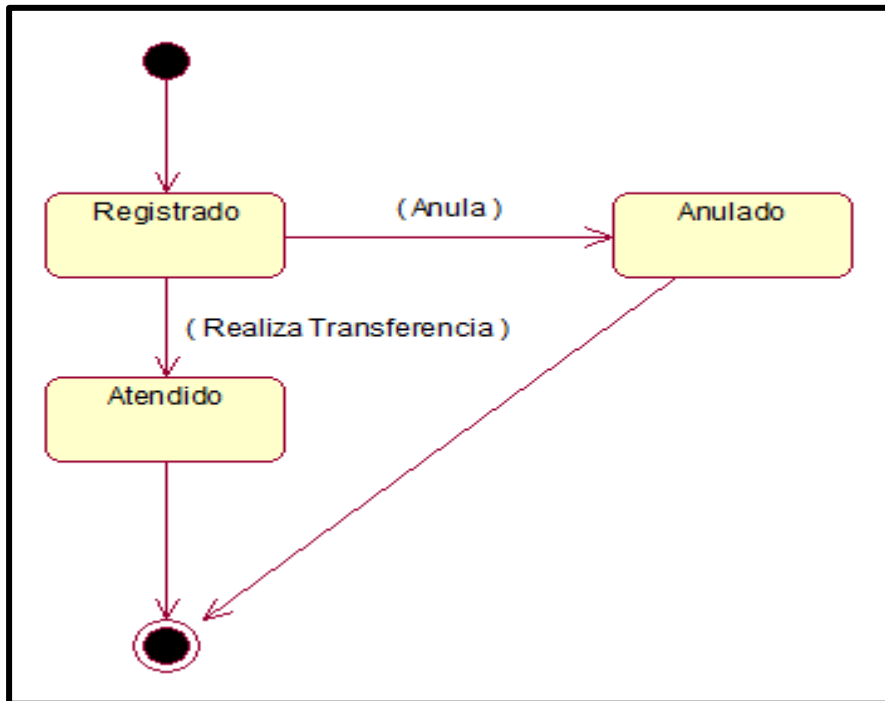 Registrado
( Anula )
Anulado
( Realiza Transferencia )
Atendido